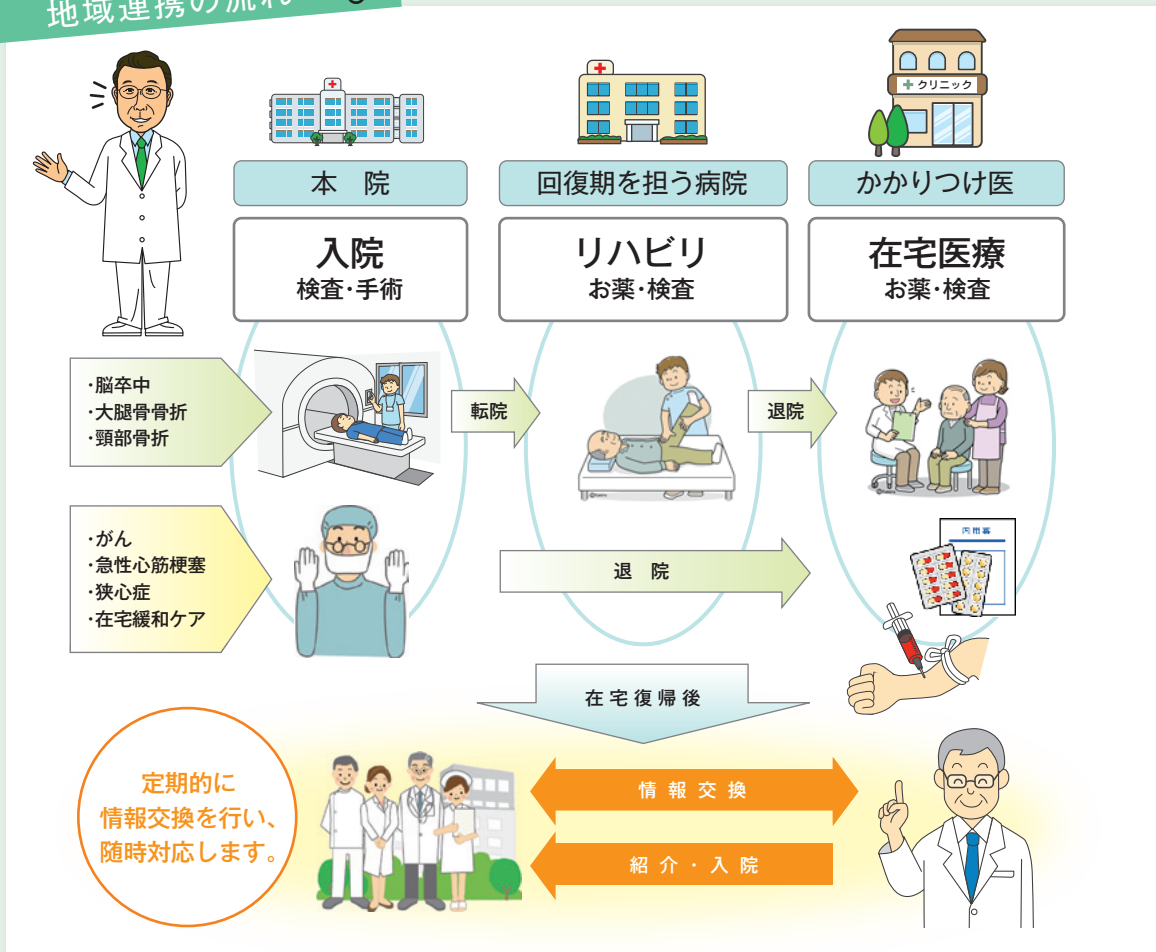 地域連携の流れ
クリニック
本 院
回復期を担う病院
かかりつけ医
入院
検査・手術
リハビリ
お薬・検査
在宅医療
お薬・検査
・脳卒中
・大腿骨骨折
・頸部骨折
転院
退院
・がん
・急性心筋梗塞
・狭心症
・在宅緩和ケア
退 院
内用薬
在宅復帰後
定期的に
情報交換を行い、
随時対応します。
情報交換
紹介・入院